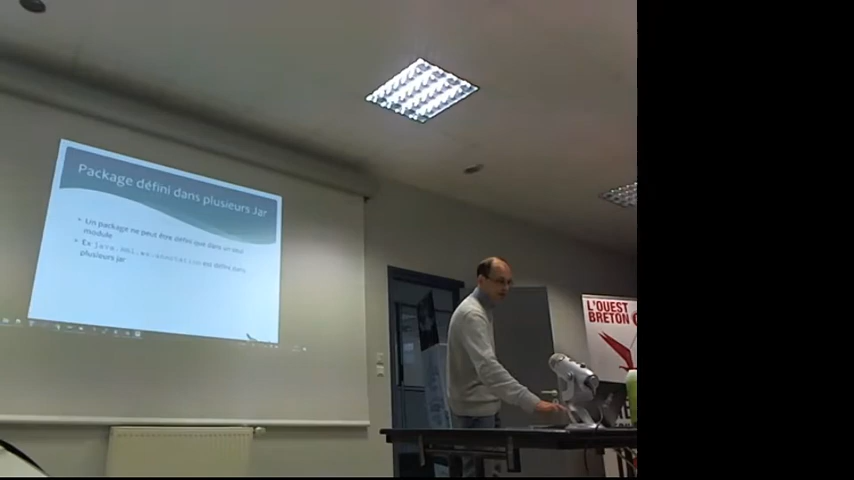 Package défini dans plusieurs Jar
• Un package ne peut être défini que dans un seul
module
• Ex java.xml.ws.annotation est défini dans
plusieurs jar
L'OUEST
BRETON